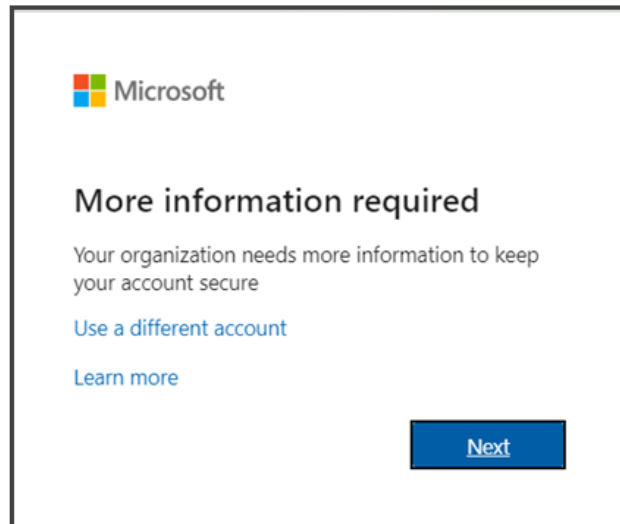 Microsoft
More information required
Your organization needs more information to keep
your account secure
Use a different account
Learn more
Next